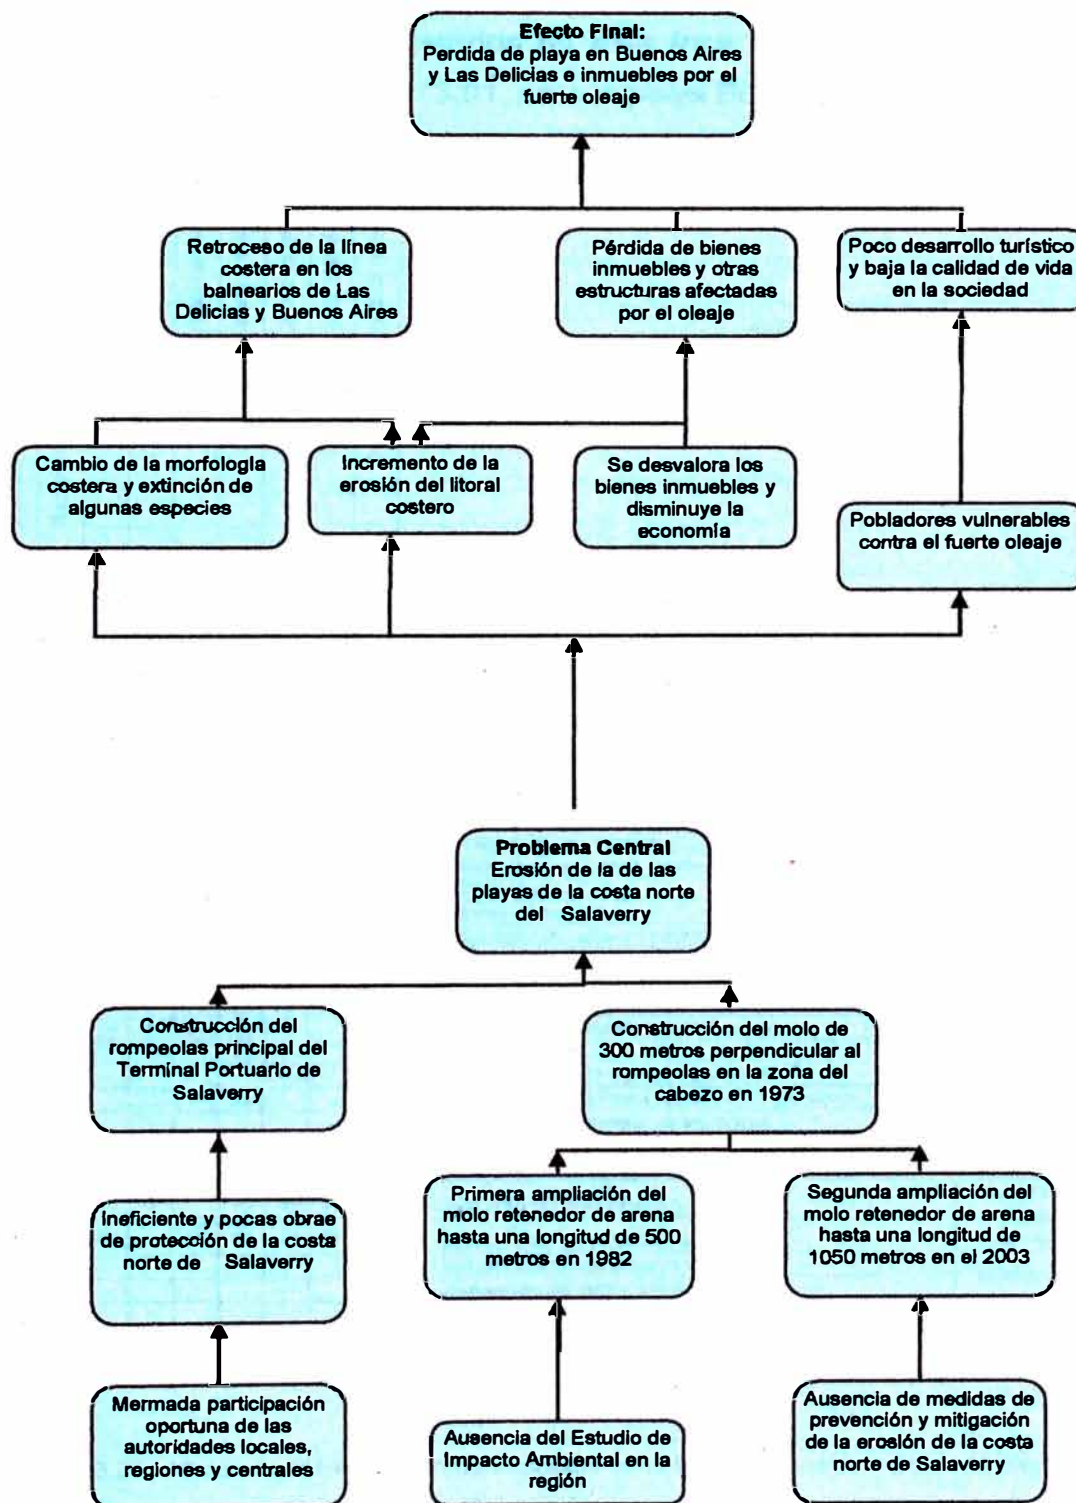 Efecto Final:
Perdida de playa en Buenos Aires
y Las Delicias e inmuebles por el
fuerte oleaje
Retroceso de la línea
costera en los
balnearios de Las
Delicias y Buenos Aires
Pérdida de bienes
inmuebles y otras
estructuras afectadas
por el oleaje
Poco desarrollo turístico
y baja la calidad de vida
en la sociedad
Cambio de la morfología
costera y extinción de
algunas especies
Incremento de la
erosión del litoral
costero
Se desvalora los
bienes inmuebles y
disminuye la
economía
Pobladores vulnerables
contra el fuerte oleaje
Problema Central
Erosión de la de las
playas de la costa norte
del Salaverry
Construcción del
rompeolas principal del
Terminal Portuario de
Salaverry
Construcción del molo de
300 metros perpendicular al
rompeolas en la zona del
cabezo en 1973
Ineficiente y pocas obrae
de protección de la costa
norte de Salaverry
Primera ampliación del
molo retenedor de arena
hasta una longitud de 500
metros en 1982
Segunda ampliación del
molo retenedor de arena
hasta una longitud de
1050 metros en el 2003
Mermada participación
oportuna de las
autoridades locales,
regiones y centrales
Ausencia del Estudio de
Impacto Ambiental en la
región
Ausencia de medidas de
prevención y mitigación
de la erosión de la costa
norte de Salaverry